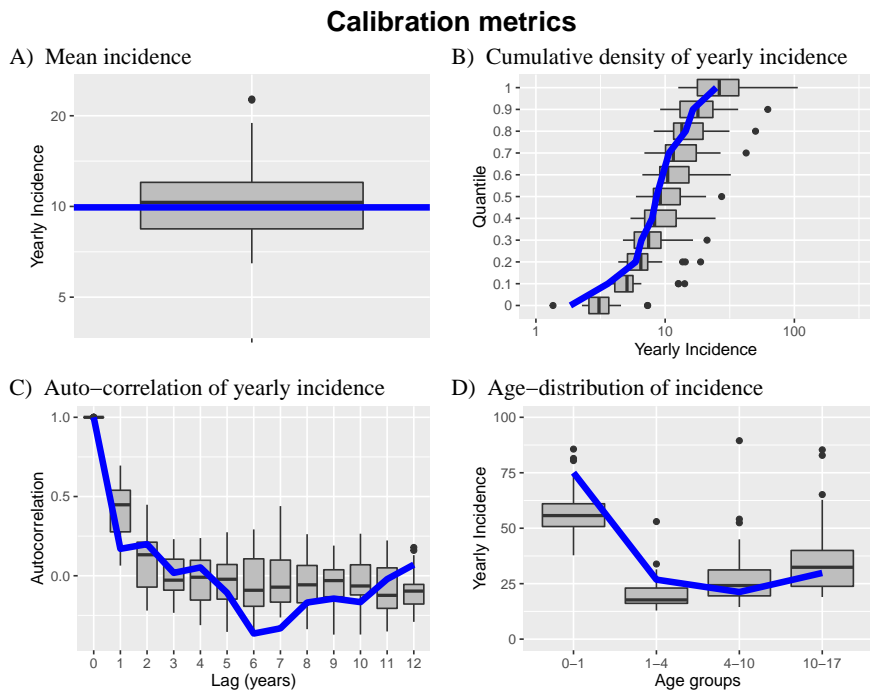 Calibration metrics
A) Mean incidence
20
10
5
Yearly Incidence
B) Cumulative density of yearly incidence
1
0.9
0.8
0.7
0.6
0.5
0.4
0.3
0.2
0.1
0
Quantile
1 10 100
Yearly Incidence
C) Auto−correlation of yearly incidence
1.0
0.5
0.0
Autocorrelation
0 1 2 3 4 5 6 7 8 9 10 11 12
Lag (years)
D) Age−distribution of incidence
100
75
50
25
0
Yearly Incidence
0−1 1−4 4−10 10−17
Age groups